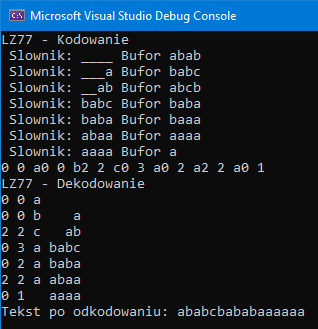 Microsoft Visual Studio Debug Console
LZ77 - Kodowanie
 Slownik: ____ Bufor abab
 Slownik: ___a Bufor babc
 Slownik: __ab Bufor abcb
 Slownik: babc Bufor baba
 Slownik: baba Bufor baaa
 Slownik: abaa Bufor aaaa
 Slownik: aaaa Bufor a
0 0 a0 0 b2 2 c0 3 a0 2 a2 2 a0 1
LZ77 - Dekodowanie
0 0 a
0 0 b    a
2 2 c   ab
0 3 a babc
0 2 a baba
2 2 a abaa
0 1   aaaa
Tekst po odkodowaniu: ababcbababaaaaaa